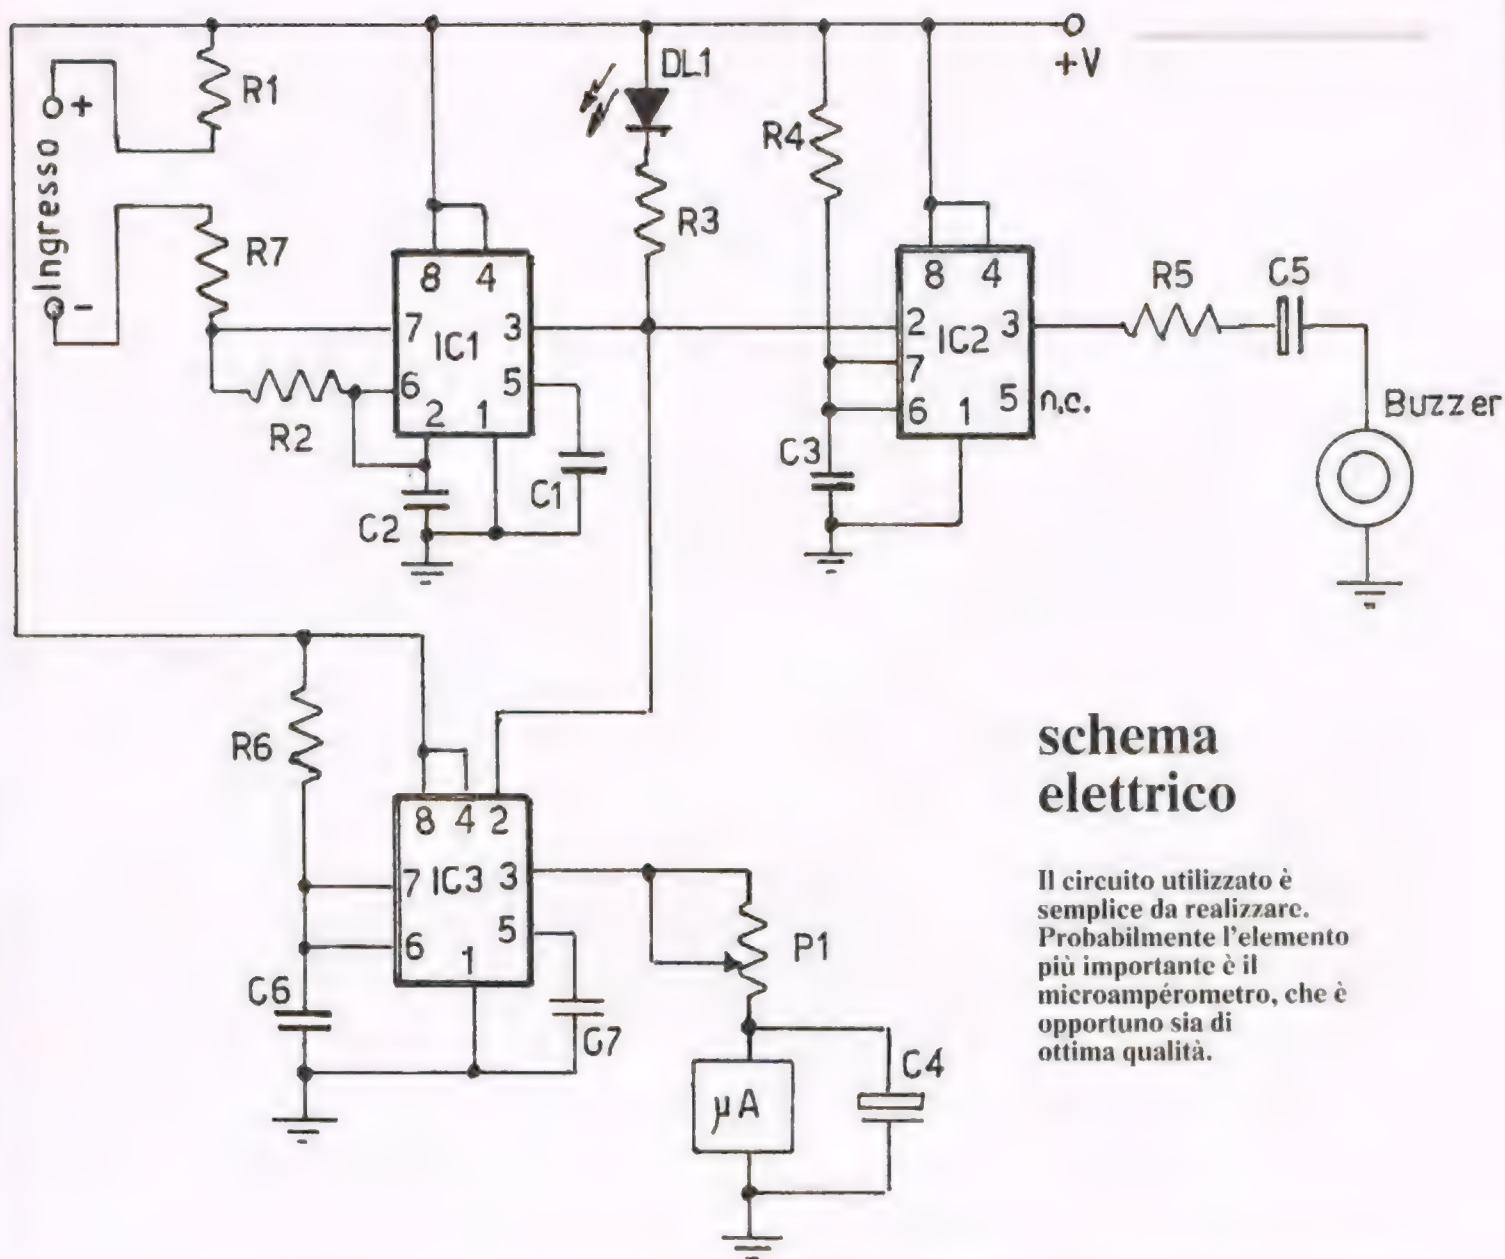 R1
DL1
+V
+
Ingresso
-
R7
R4
R3
8 4
7 IC1 3
6 5
2 1
R2
C2
C1
8 4
2 IC2 3
7
6 1 5 n.c.
R5
C5
Buzzer
C3
R6
8 4 2
7 IC3 3
6 5
1
C6
C7
P1
µA
C4
schema
elettrico
Il circuito utilizzato è
semplice da realizzare.
Probabilmente l'elemento
più importante è il
microampérometro, che è
opportuno sia di
ottima qualità.